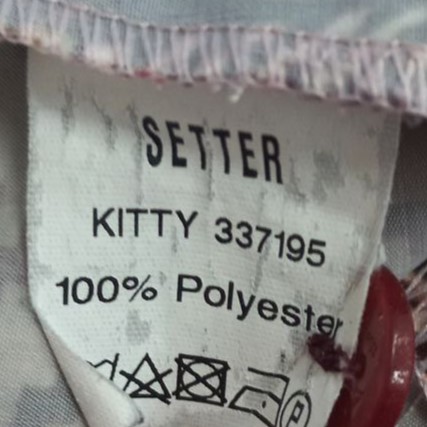 SETTER
KITTY 337195
100% Polyester
P